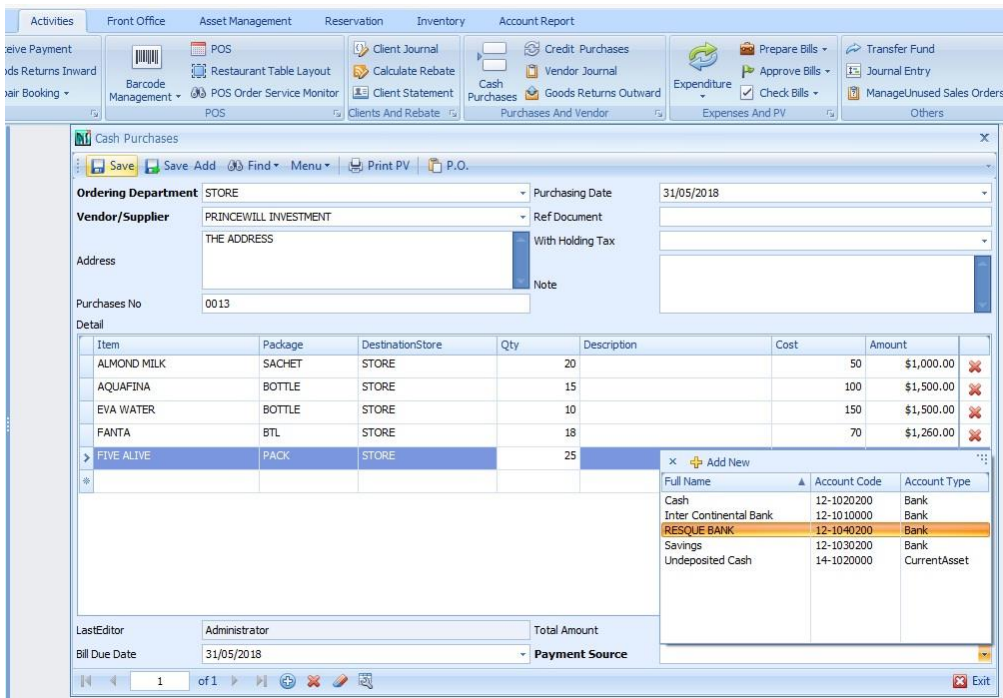 Activities Front Office Asset Management Reservation Inventory Account Report
ceive Payment POS Client Journal Credit Purchases Prepare Bills Transfer Fund
ods Returns Inward Restaurant Table Layout Calculate Rebate Vendor Journal Approve Bills Journal Entry
pair Booking Barcode Management POS Order Service Monitor Client Statement Cash Purchases Goods Returns Outward Expenditure Check Bills ManageUnused Sales Orders
POS Clients And Rebate Purchases And Vendor Expenses And PV Others
Cash Purchases
Save Save Add Find Menu Print PV P.O.
Ordering Department STORE Purchasing Date 31/05/2018
Vendor/Supplier PRINCEWILL INVESTMENT Ref Document
Address THE ADDRESS With Holding Tax
Note
Purchases No 0013
Detail
Item Package DestinationStore Qty Description Cost Amount
ALMOND MILK SACHET STORE 20 50 $1,000.00
AQUAFINA BOTTLE STORE 15 100 $1,500.00
EVA WATER BOTTLE STORE 10 150 $1,500.00
FANTA BTL STORE 18 70 $1,260.00
FIVE ALIVE PACK STORE 25
Add New
Full Name Account Code Account Type
Cash 12-1020200 Bank
Inter Continental Bank 12-1010000 Bank
RESQUE BANK 12-1040200 Bank
Savings 12-1030200 Bank
Undeposited Cash 14-1020000 CurrentAsset
LastEditor Administrator Total Amount
Bill Due Date 31/05/2018 Payment Source
1 of 1 Exit